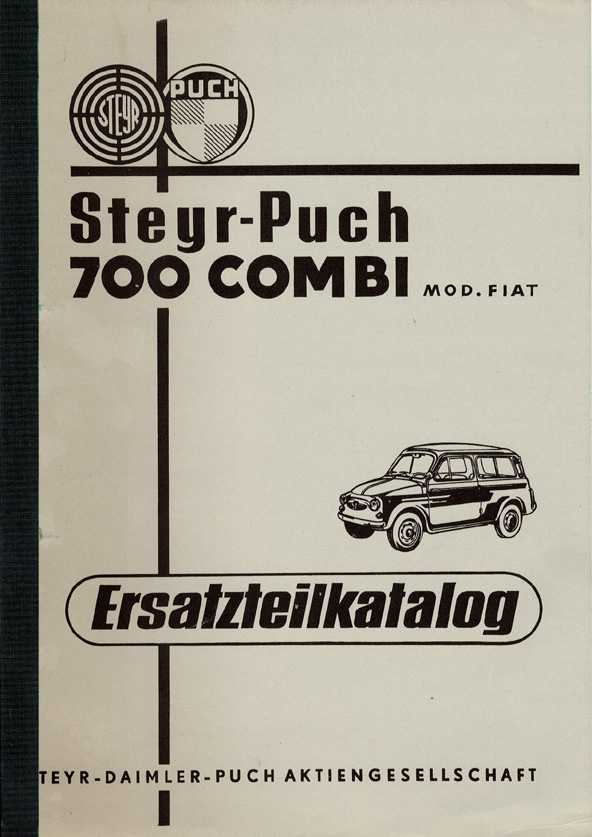 STEYR
PUCH
Steyr-Puch
700 COMBI MOD. FIAT
Ersatzteilkatalog
TEYR-DAIMLER-PUCH AKTIENGESELLSCHAFT